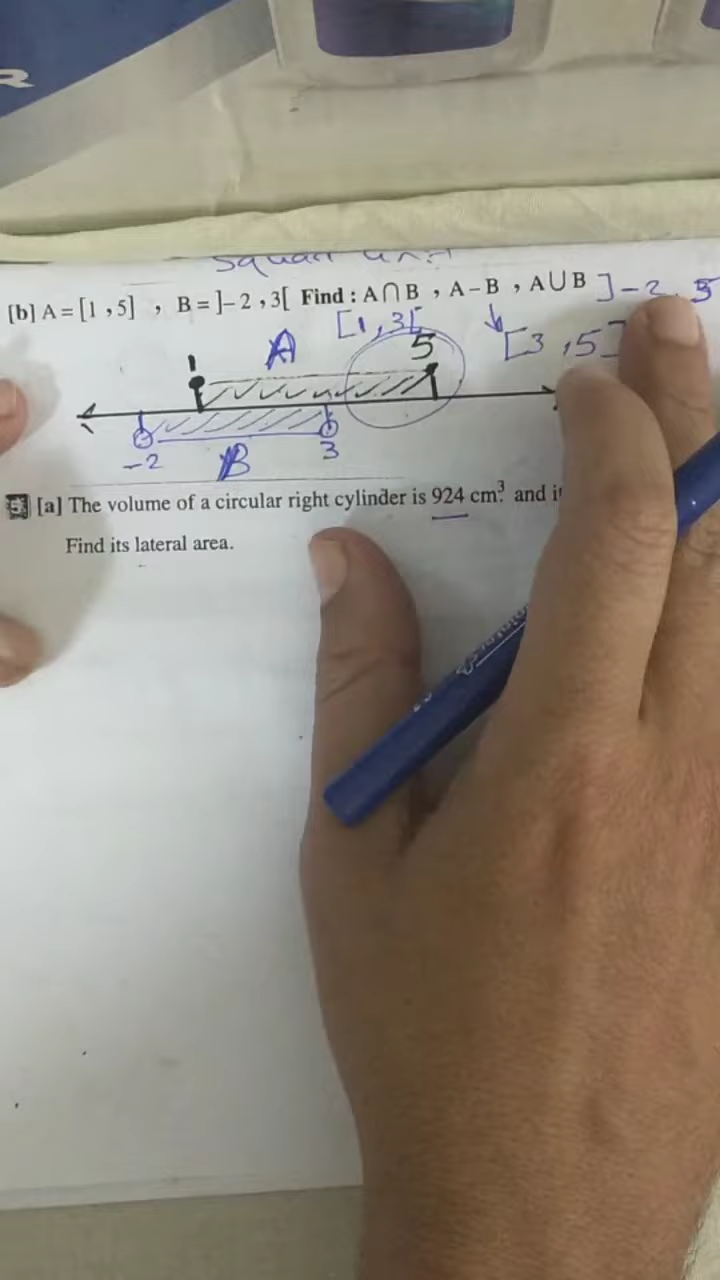 R
[b] A = [1 , 5] , B = ]– 2 , 3[ Find : A ∩ B , A – B , A ∪ B ]-2, 5
[1, 3[ [3 , 5]
1 A 5
-2 B 3
5 [a] The volume of a circular right cylinder is 924 cm³. and
Find its lateral area.